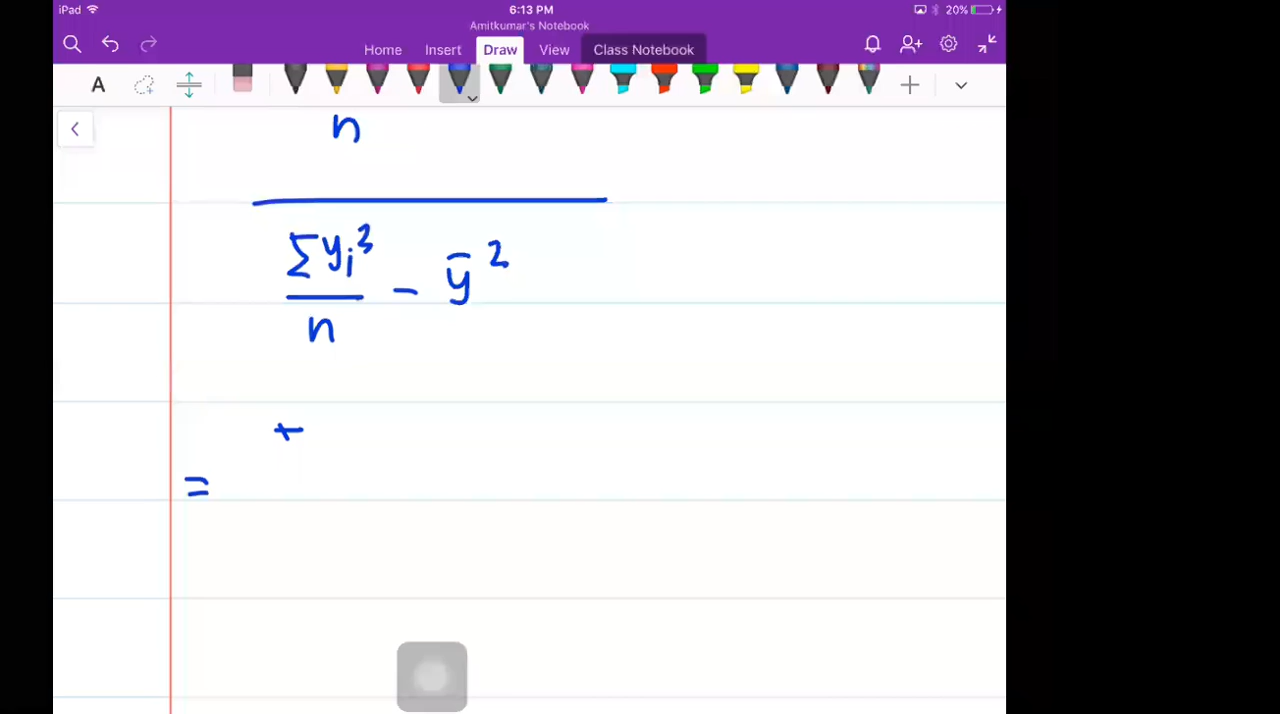 iPad 6:13 PM 20%
Amitkumar's Notebook
Home Insert Draw View Class Notebook
A
n
Σyi² - ȳ²
n
+
=